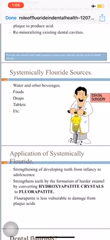 1:00
Done
roleoffluorideindentalhealth-1207...
plaque to produce acid.
Re-mineralizing existing dental cavities.
Systemically Flouride Sources
Water and other beverages.
Foods
Drops
Tablets
Etc.
Application of Systemically
Flouride
Strengthening of developing teeth from infancy to
adolescence.
Strengthens teeth by the formation of harder enamel
by converting HYDROXYAPATITE CRYSTALS
to FLUORAPATITE.
Flourapatite is less vulnerable to damage from
plaque acids.